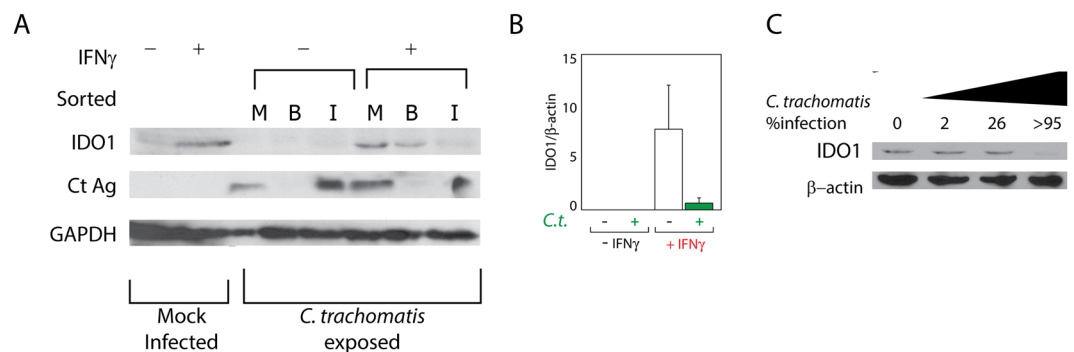 A
IFNγ − + − +
Sorted M B I M B I
IDO1
Ct Ag
GAPDH
Mock
Infected
C. trachomatis
exposed
B
15
10
5
0
IDO1/β-actin
C.t. - + - +
- IFNγ + IFNγ
C
C. trachomatis
%infection 0 2 26 >95
IDO1
β−actin